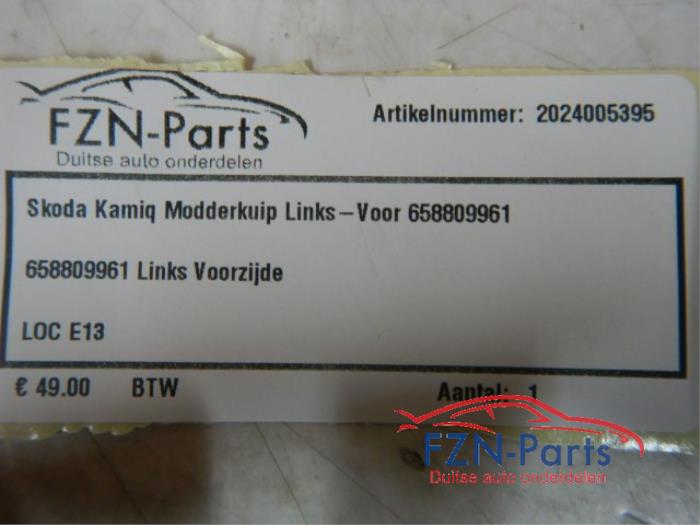 FZN-Parts
Duitse auto onderdelen
Artikelnummer: 2024005395
Skoda Kamiq Modderkuip Links-Voor 658809961
658809961 Links Voorzijde
LOC E13
€ 49.00 BTW Aantal: 1
FZN-Parts
Duitse auto onderdelen